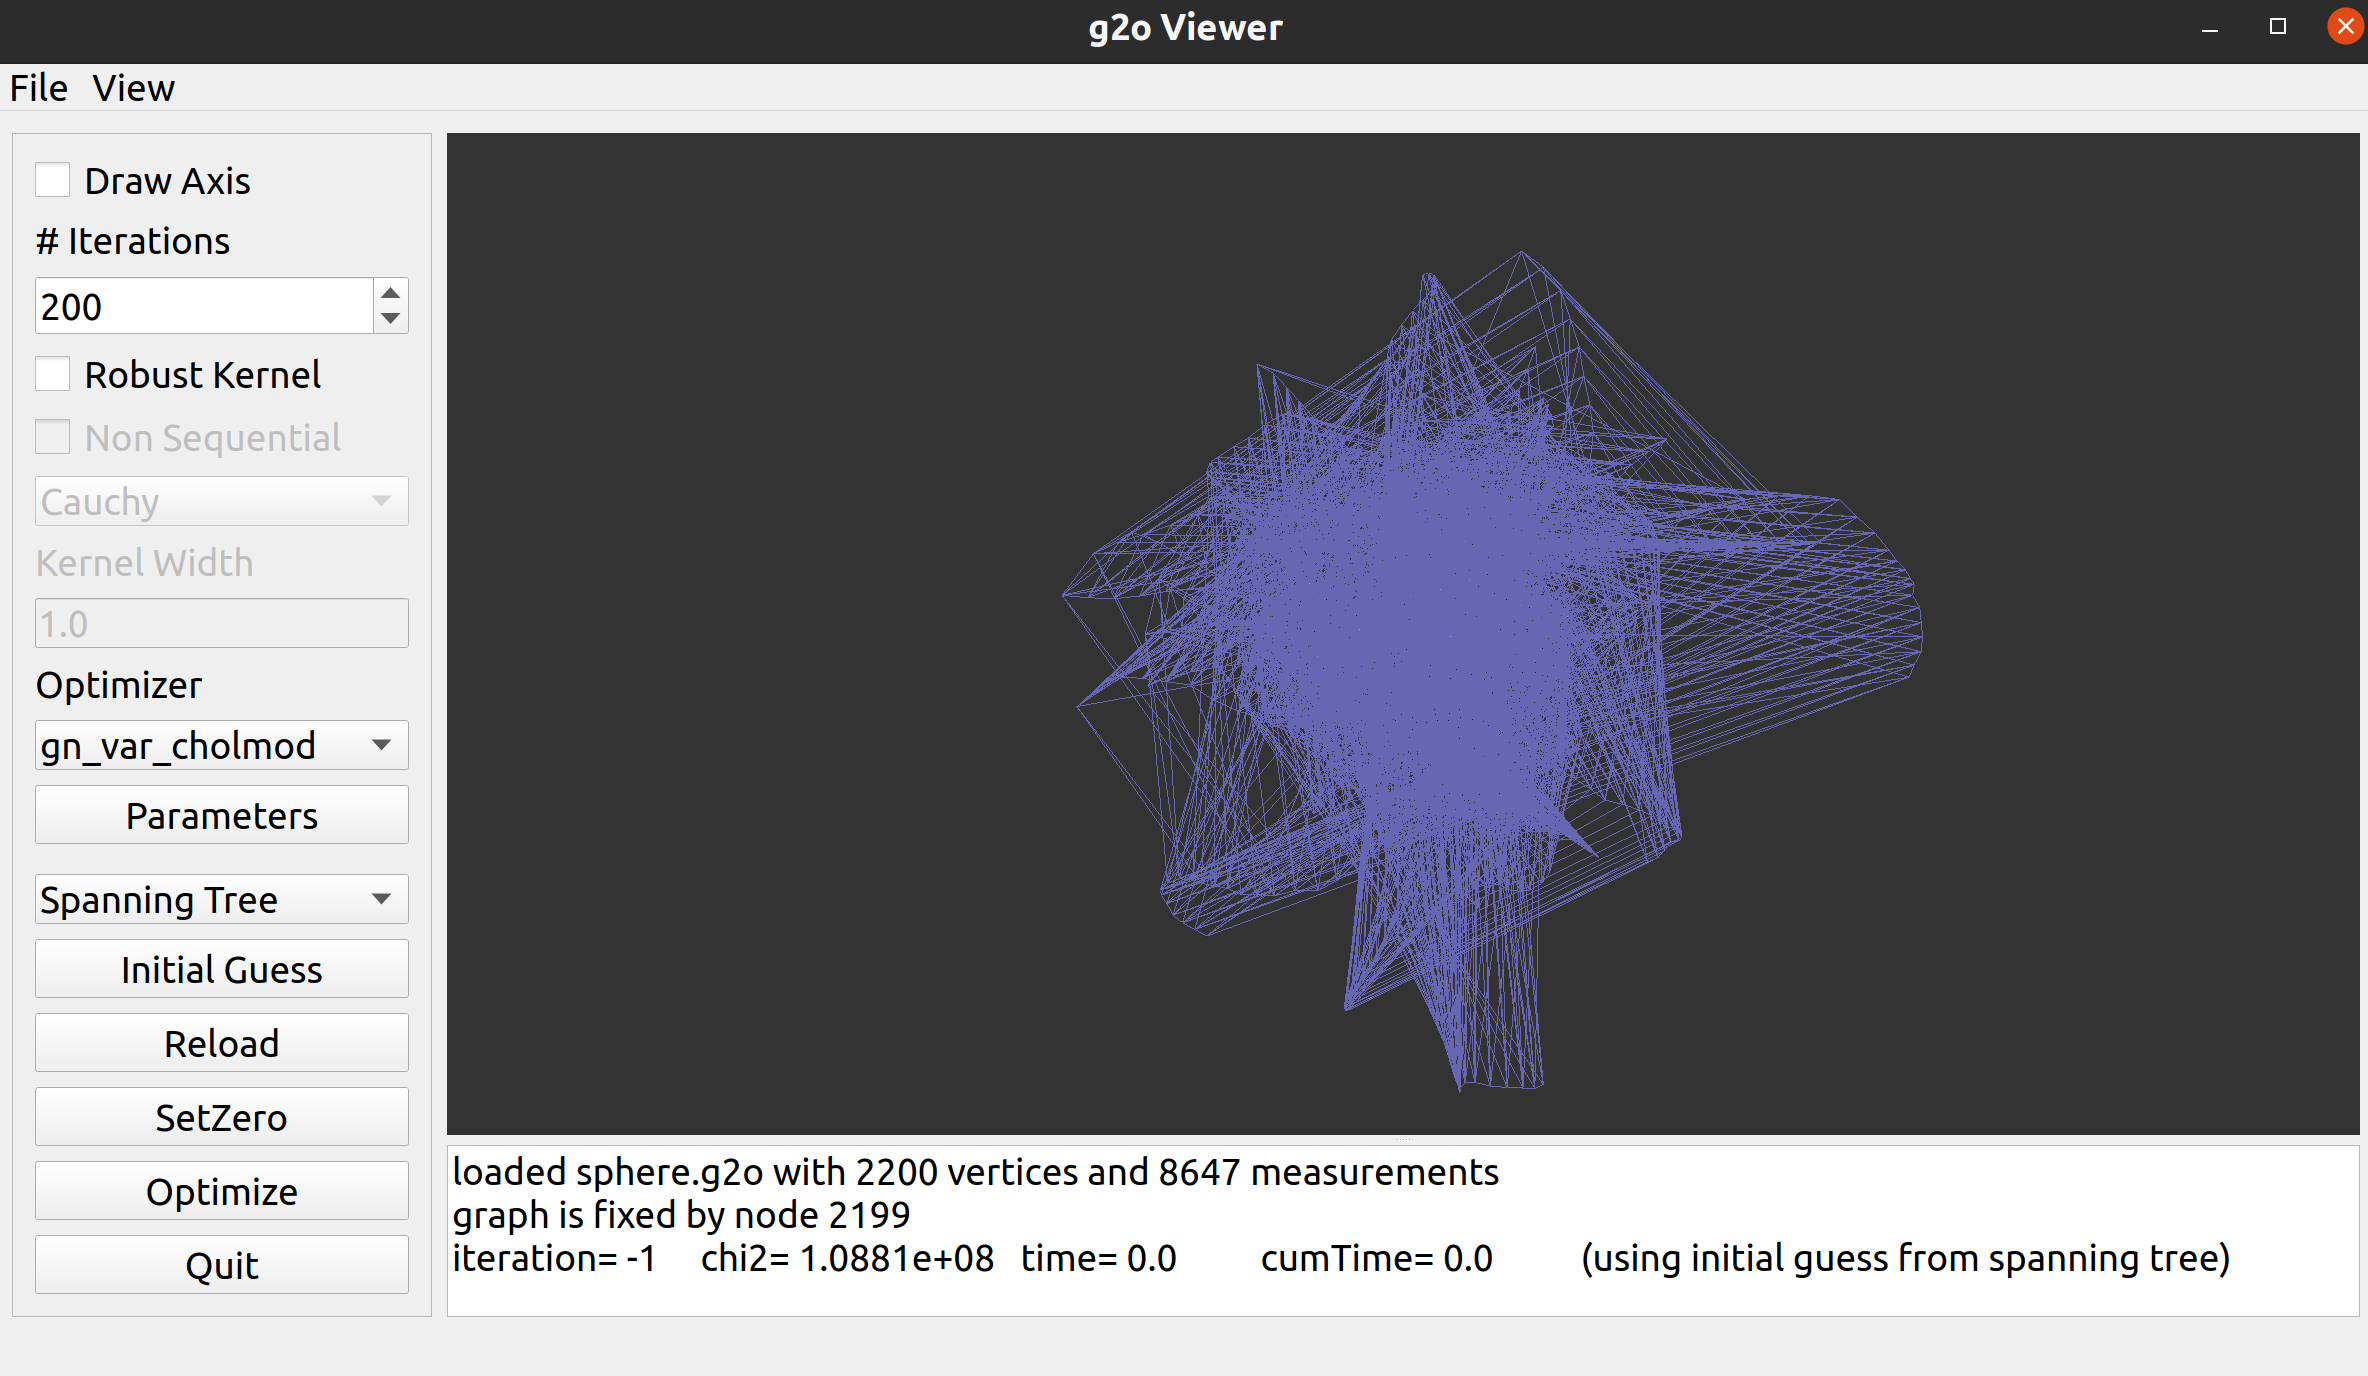 g2o Viewer
File View
Draw Axis
# Iterations
200
Robust Kernel
Non Sequential
Cauchy
Kernel Width
1.0
Optimizer
gn_var_cholmod
Parameters
Spanning Tree
Initial Guess
Reload
SetZero
Optimize
Quit
loaded sphere.g2o with 2200 vertices and 8647 measurements
graph is fixed by node 2199
iteration= -1 chi2= 1.0881e+08 time= 0.0 cumTime= 0.0 (using initial guess from spanning tree)